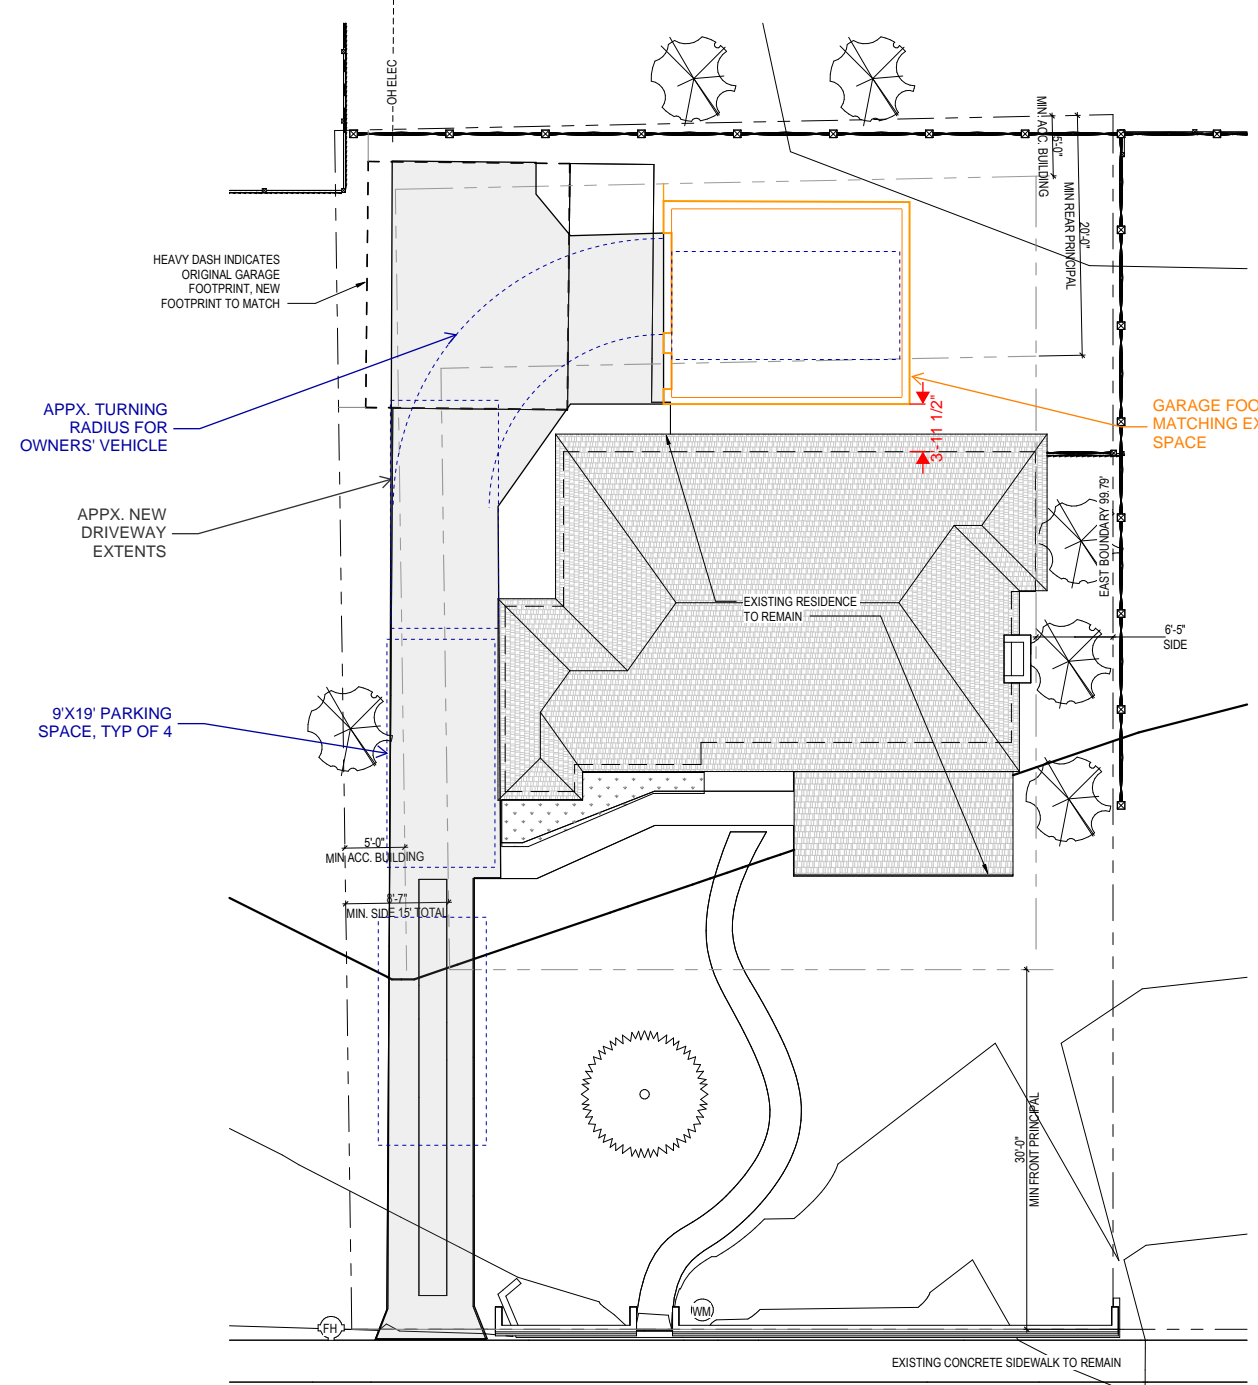 OH ELEC
MIN. ACC. BUILDING
5'-0"
MIN REAR PRINCIPAL
20'-0"
HEAVY DASH INDICATES
ORIGINAL GARAGE
FOOTPRINT, NEW
FOOTPRINT TO MATCH
APPX. TURNING
RADIUS FOR
OWNERS' VEHICLE
3'-11 1/2"
GARAGE FOO
MATCHING EX
SPACE
APPX. NEW
DRIVEWAY
EXTENTS
EAST BOUNDARY 99.79'
EXISTING RESIDENCE
TO REMAIN
6'-5"
SIDE
9'X19' PARKING
SPACE, TYP OF 4
5'-0"
MIN ACC. BUILDING
8'-7"
MIN. SIDE 15' TOTAL
30'-0"
MIN FRONT PRINCIPAL
FH
WM
EXISTING CONCRETE SIDEWALK TO REMAIN